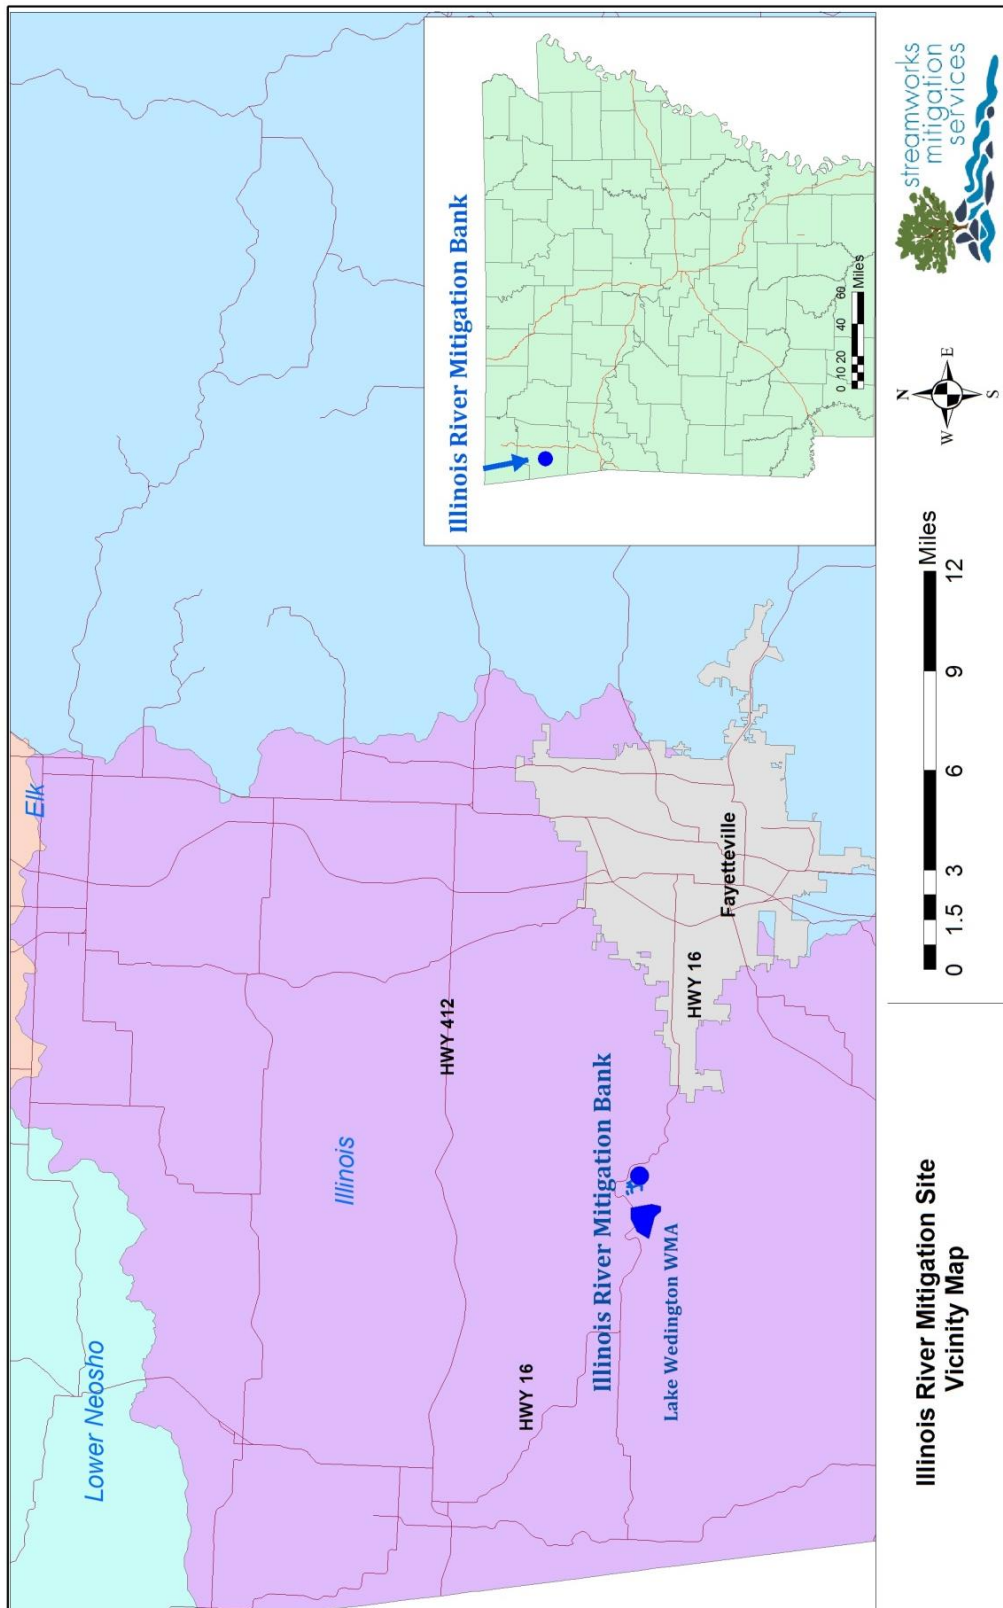 Elk
Lower Neosho
Illinois
HWY 412
HWY 16
Illinois River Mitigation Bank
Lake Wedington WMA
HWY 16
Fayetteville
Illinois River Mitigation Bank
0 10 20 40 60
Miles
Illinois River Mitigation Site
Vicinity Map
0 1.5 3 6 9 12
Miles
N
W E
S
streamworks
mitigation
services